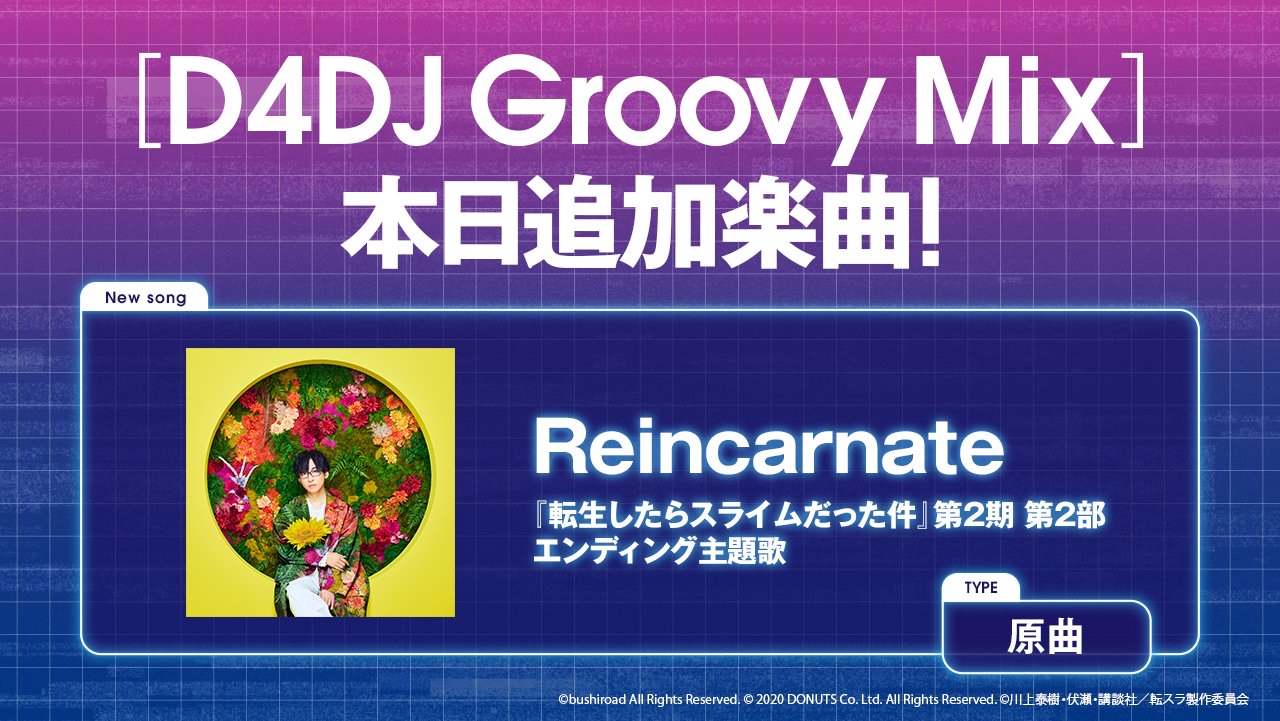 [D4DJ Groovy Mix]
本日追加楽曲!
New song
Reincarnate
『転生したらスライムだった件』第2期 第2部
エンディング主題歌
TYPE
原曲
©bushiroad All Rights Reserved. © 2020 DONUTS Co. Ltd. All Rights Reserved. ©川上泰樹・伏瀬・講談社／転スラ製作委員会